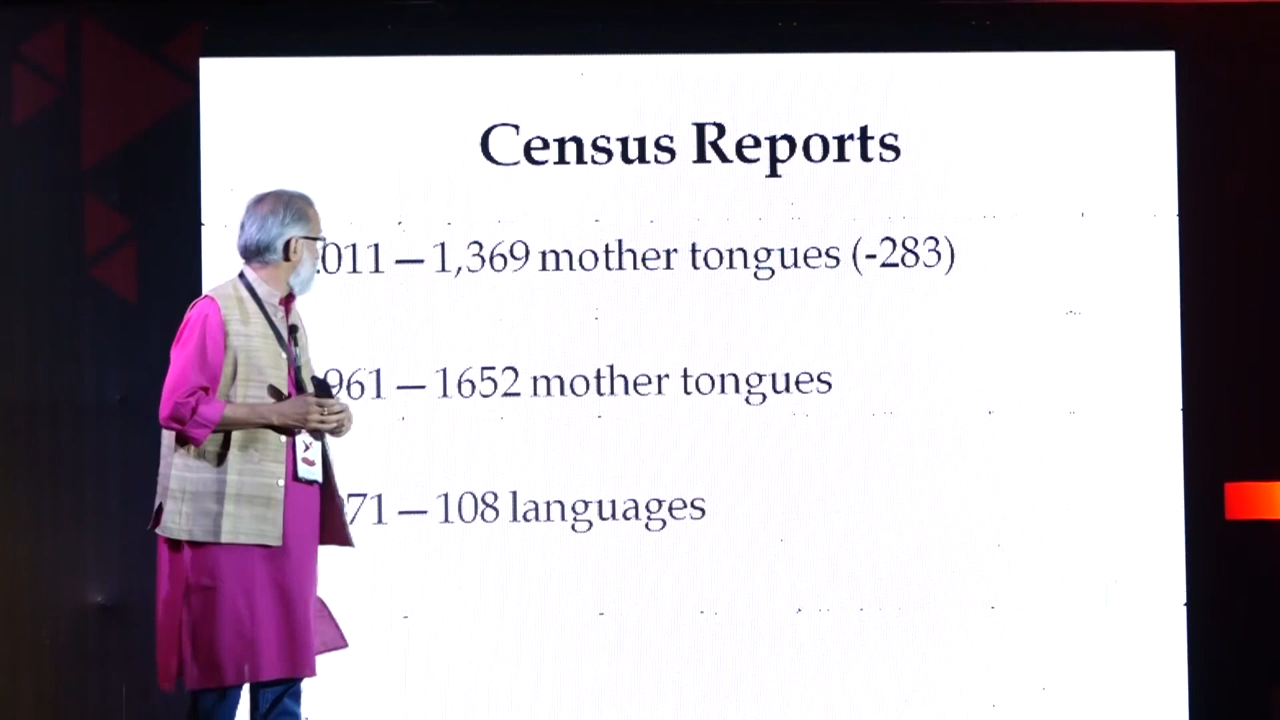 Census Reports
011 – 1,369 mother tongues (-283)
961 – 1652 mother tongues
71 – 108 languages